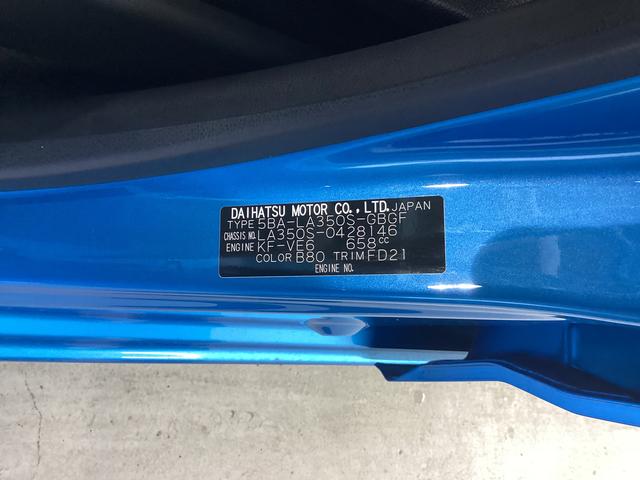 DAIHATSU MOTOR CO., LTD. JAPAN
TYPE 5BA-LA350S-GBGF
CHASSIS NO. LA350S-0428146
ENGINE KF-VE6 658cc
COLOR B80 TRIM FD21
ENGINE NO.